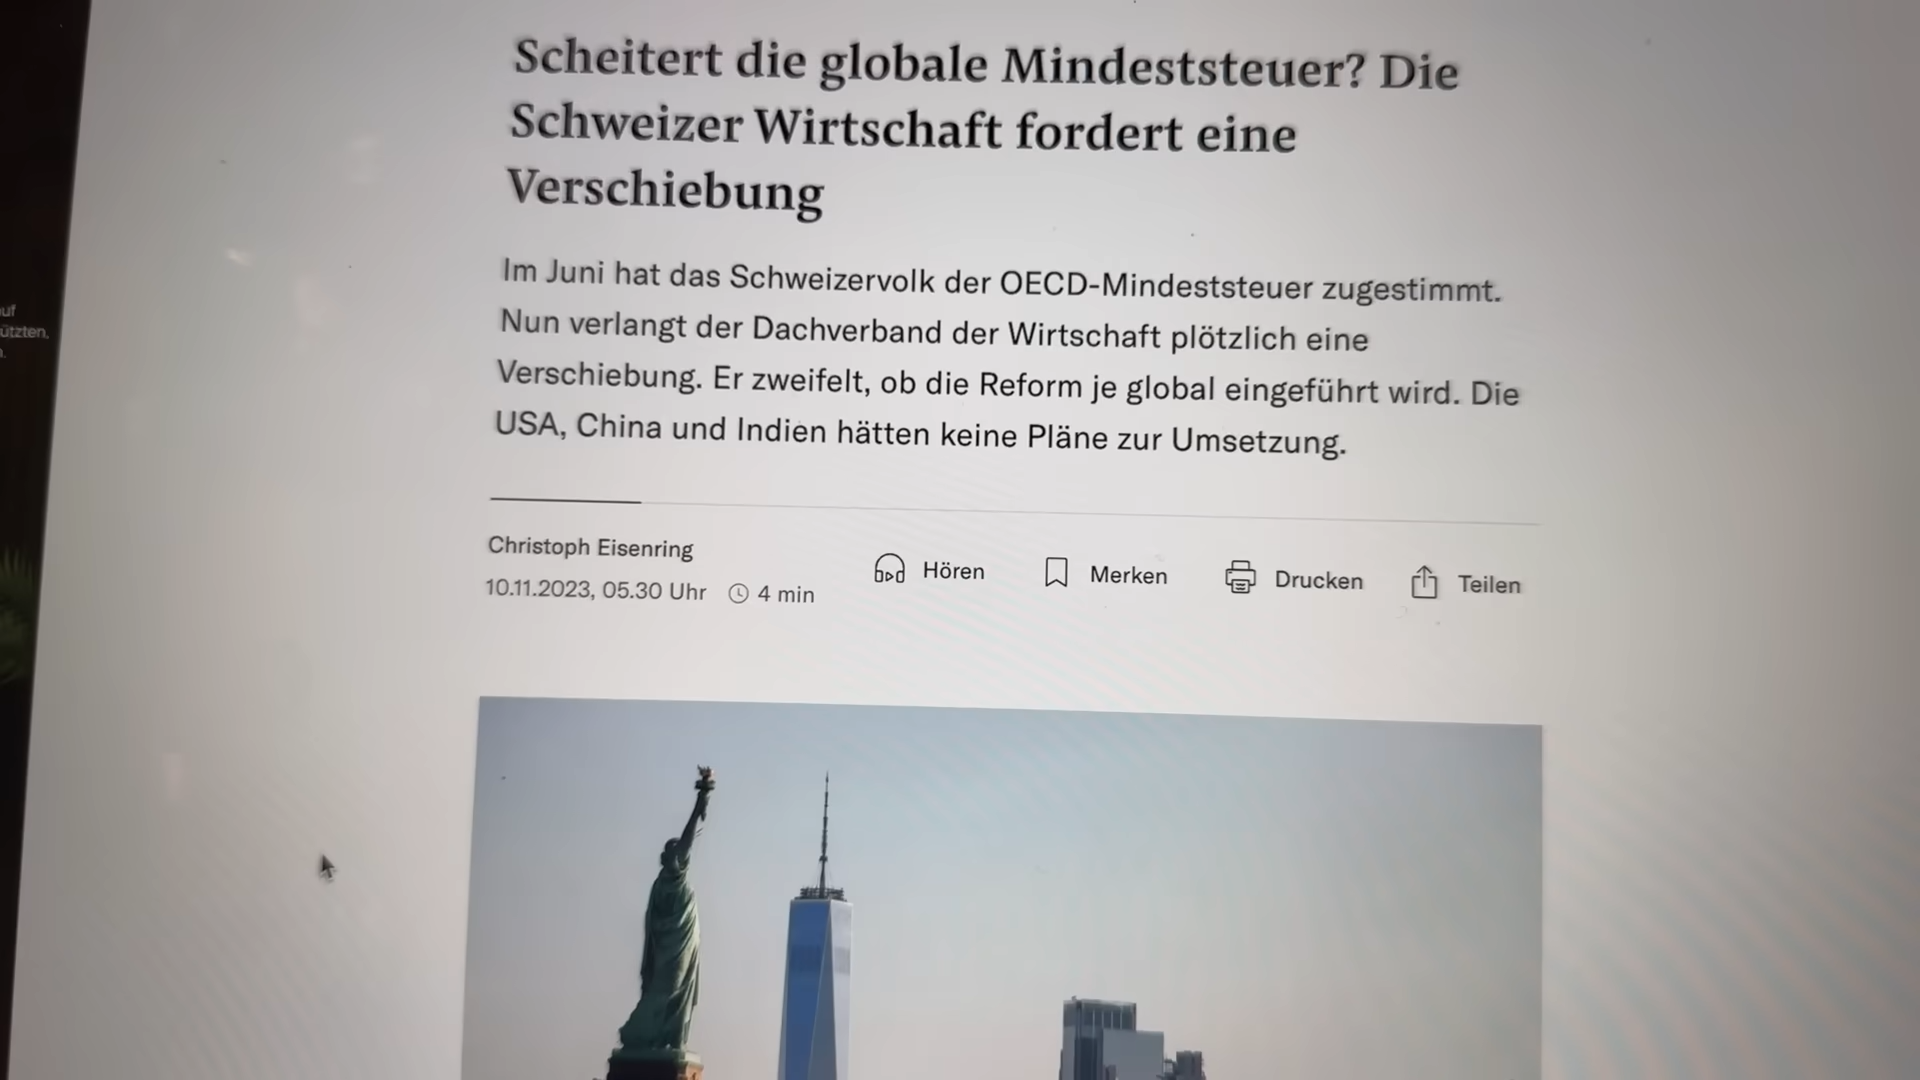 Scheitert die globale Mindeststeuer? Die
Schweizer Wirtschaft fordert eine
Verschiebung
Im Juni hat das Schweizervolk der OECD-Mindeststeuer zugestimmt.
Nun verlangt der Dachverband der Wirtschaft plötzlich eine
Verschiebung. Er zweifelt, ob die Reform je global eingeführt wird. Die
USA, China und Indien hätten keine Pläne zur Umsetzung.
Christoph Eisenring
10.11.2023, 05.30 Uhr 4 min
Hören Merken Drucken Teilen